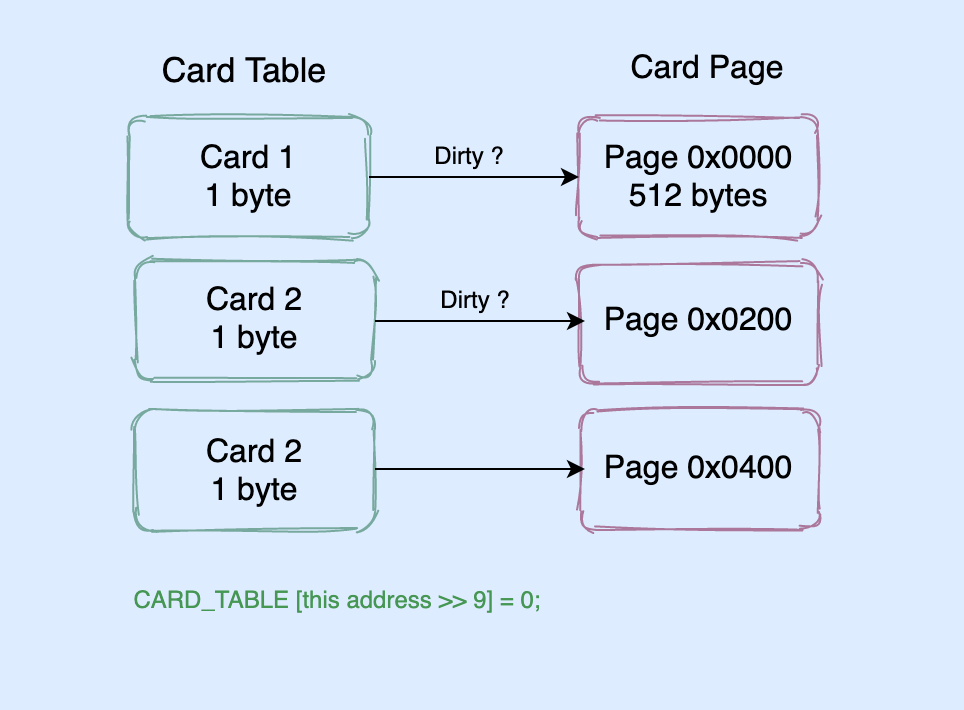 Card Table
Card Page
Card 1
1 byte
Dirty ?
Page 0x0000
512 bytes
Card 2
1 byte
Dirty ?
Page 0x0200
Card 2
1 byte
Page 0x0400
CARD_TABLE [this address >> 9] = 0;